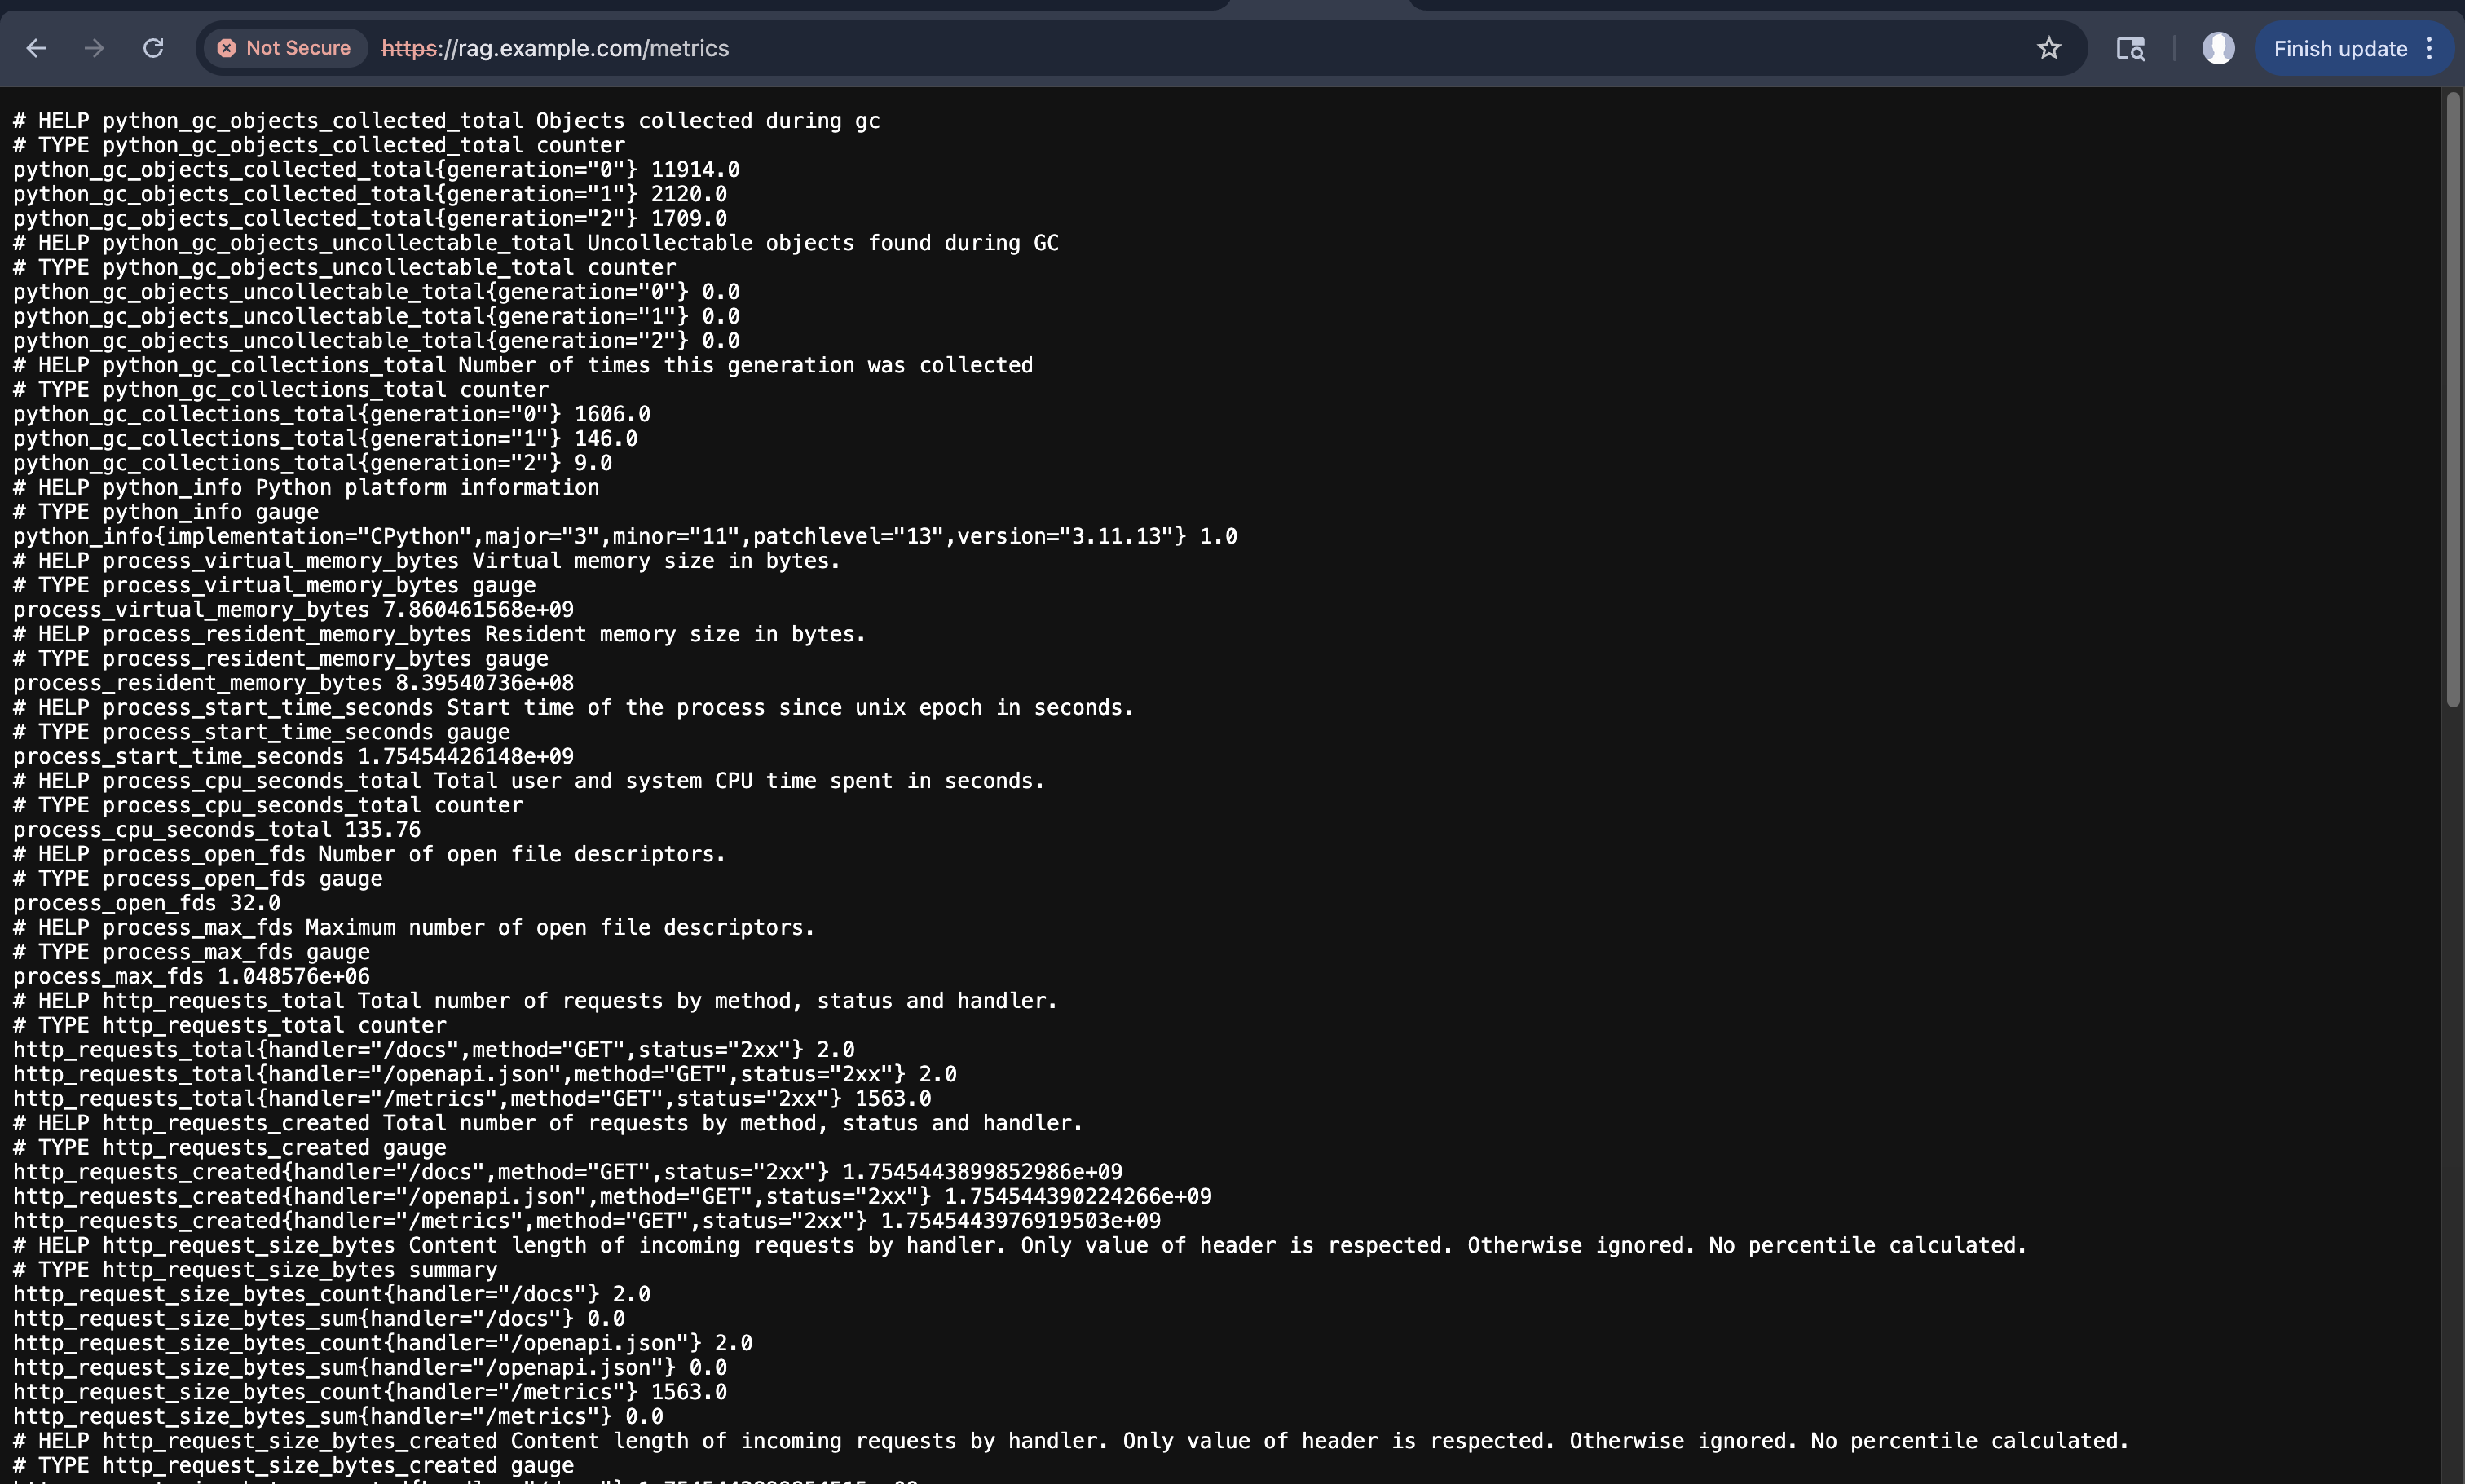 Not Secure https://rag.example.com/metrics Finish update
# HELP python_gc_objects_collected_total Objects collected during gc
# TYPE python_gc_objects_collected_total counter
python_gc_objects_collected_total{generation="0"} 11914.0
python_gc_objects_collected_total{generation="1"} 2120.0
python_gc_objects_collected_total{generation="2"} 1709.0
# HELP python_gc_objects_uncollectable_total Uncollectable objects found during GC
# TYPE python_gc_objects_uncollectable_total counter
python_gc_objects_uncollectable_total{generation="0"} 0.0
python_gc_objects_uncollectable_total{generation="1"} 0.0
python_gc_objects_uncollectable_total{generation="2"} 0.0
# HELP python_gc_collections_total Number of times this generation was collected
# TYPE python_gc_collections_total counter
python_gc_collections_total{generation="0"} 1606.0
python_gc_collections_total{generation="1"} 146.0
python_gc_collections_total{generation="2"} 9.0
# HELP python_info Python platform information
# TYPE python_info gauge
python_info{implementation="CPython",major="3",minor="11",patchlevel="13",version="3.11.13"} 1.0
# HELP process_virtual_memory_bytes Virtual memory size in bytes.
# TYPE process_virtual_memory_bytes gauge
process_virtual_memory_bytes 7.860461568e+09
# HELP process_resident_memory_bytes Resident memory size in bytes.
# TYPE process_resident_memory_bytes gauge
process_resident_memory_bytes 8.39540736e+08
# HELP process_start_time_seconds Start time of the process since unix epoch in seconds.
# TYPE process_start_time_seconds gauge
process_start_time_seconds 1.75454426148e+09
# HELP process_cpu_seconds_total Total user and system CPU time spent in seconds.
# TYPE process_cpu_seconds_total counter
process_cpu_seconds_total 135.76
# HELP process_open_fds Number of open file descriptors.
# TYPE process_open_fds gauge
process_open_fds 32.0
# HELP process_max_fds Maximum number of open file descriptors.
# TYPE process_max_fds gauge
process_max_fds 1.048576e+06
# HELP http_requests_total Total number of requests by method, status and handler.
# TYPE http_requests_total counter
http_requests_total{handler="/docs",method="GET",status="2xx"} 2.0
http_requests_total{handler="/openapi.json",method="GET",status="2xx"} 2.0
http_requests_total{handler="/metrics",method="GET",status="2xx"} 1563.0
# HELP http_requests_created Total number of requests by method, status and handler.
# TYPE http_requests_created gauge
http_requests_created{handler="/docs",method="GET",status="2xx"} 1.7545443899852986e+09
http_requests_created{handler="/openapi.json",method="GET",status="2xx"} 1.754544390224266e+09
http_requests_created{handler="/metrics",method="GET",status="2xx"} 1.7545443976919503e+09
# HELP http_request_size_bytes Content length of incoming requests by handler. Only value of header is respected. Otherwise ignored. No percentile calculated.
# TYPE http_request_size_bytes summary
http_request_size_bytes_count{handler="/docs"} 2.0
http_request_size_bytes_sum{handler="/docs"} 0.0
http_request_size_bytes_count{handler="/openapi.json"} 2.0
http_request_size_bytes_sum{handler="/openapi.json"} 0.0
http_request_size_bytes_count{handler="/metrics"} 1563.0
http_request_size_bytes_sum{handler="/metrics"} 0.0
# HELP http_request_size_bytes_created Content length of incoming requests by handler. Only value of header is respected. Otherwise ignored. No percentile calculated.
# TYPE http_request_size_bytes_created gauge